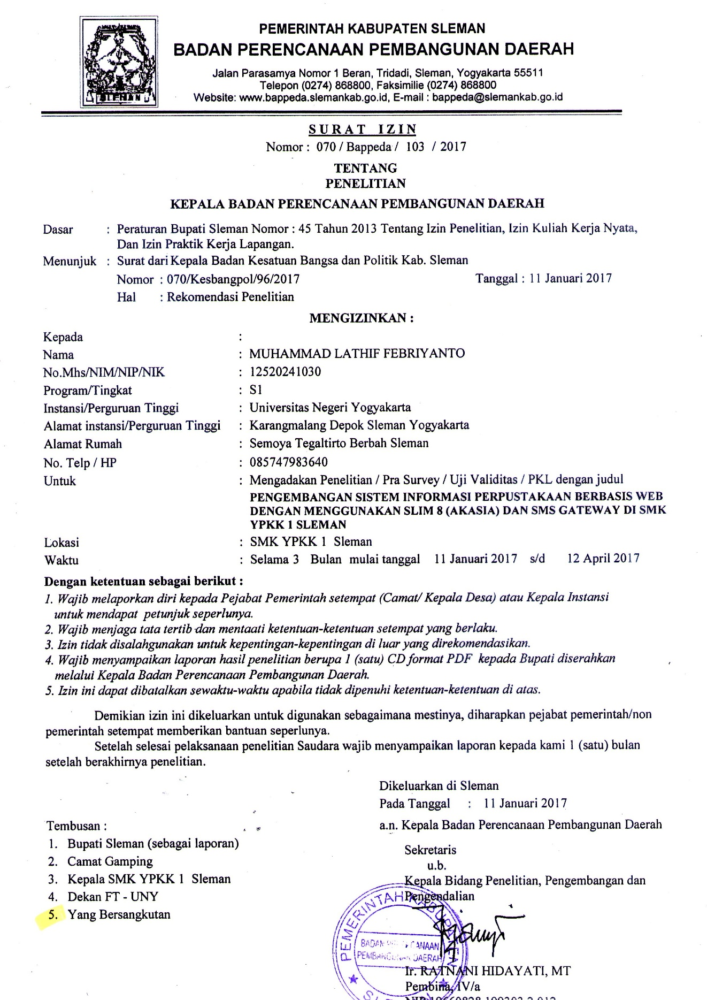 SLEMAN
PEMERINTAH KABUPATEN SLEMAN
BADAN PERENCANAAN PEMBANGUNAN DAERAH
Jalan Parasamya Nomor 1 Beran, Tridadi, Sleman, Yogyakarta 55511
Telepon (0274) 868800, Faksimilie (0274) 868800
Website: www.bappeda.slemankab.go.id, E-mail : bappeda@slemankab.go.id
SURAT IZIN
Nomor : 070 / Bappeda / 103 / 2017
TENTANG
PENELITIAN
KEPALA BADAN PERENCANAAN PEMBANGUNAN DAERAH
Dasar : Peraturan Bupati Sleman Nomor : 45 Tahun 2013 Tentang Izin Penelitian, Izin Kuliah Kerja Nyata,
Dan Izin Praktik Kerja Lapangan.
Menunjuk : Surat dari Kepala Badan Kesatuan Bangsa dan Politik Kab. Sleman
Nomor : 070/Kesbangpol/96/2017 Tanggal : 11 Januari 2017
Hal : Rekomendasi Penelitian
MENGIZINKAN :
Kepada :
Nama : MUHAMMAD LATHIF FEBRIYANTO
No.Mhs/NIM/NIP/NIK : 12520241030
Program/Tingkat : S1
Instansi/Perguruan Tinggi : Universitas Negeri Yogyakarta
Alamat instansi/Perguruan Tinggi : Karangmalang Depok Sleman Yogyakarta
Alamat Rumah : Semoya Tegaltirto Berbah Sleman
No. Telp / HP : 085747983640
Untuk : Mengadakan Penelitian / Pra Survey / Uji Validitas / PKL dengan judul
PENGEMBANGAN SISTEM INFORMASI PERPUSTAKAAN BERBASIS WEB
DENGAN MENGGUNAKAN SLIM 8 (AKASIA) DAN SMS GATEWAY DI SMK
YPKK 1 SLEMAN
Lokasi : SMK YPKK 1 Sleman
Waktu : Selama 3 Bulan mulai tanggal 11 Januari 2017 s/d 12 April 2017
Dengan ketentuan sebagai berikut :
1. Wajib melaporkan diri kepada Pejabat Pemerintah setempat (Camat/ Kepala Desa) atau Kepala Instansi
untuk mendapat petunjuk seperlunya.
2. Wajib menjaga tata tertib dan mentaati ketentuan-ketentuan setempat yang berlaku.
3. Izin tidak disalahgunakan untuk kepentingan-kepentingan di luar yang direkomendasikan.
4. Wajib menyampaikan laporan hasil penelitian berupa 1 (satu) CD format PDF kepada Bupati diserahkan
melalui Kepala Badan Perencanaan Pembangunan Daerah.
5. Izin ini dapat dibatalkan sewaktu-waktu apabila tidak dipenuhi ketentuan-ketentuan di atas.
Demikian izin ini dikeluarkan untuk digunakan sebagaimana mestinya, diharapkan pejabat pemerintah/non
pemerintah setempat memberikan bantuan seperlunya.
Setelah selesai pelaksanaan penelitian Saudara wajib menyampaikan laporan kepada kami 1 (satu) bulan
setelah berakhirnya penelitian.
Dikeluarkan di Sleman
Pada Tanggal : 11 Januari 2017
a.n. Kepala Badan Perencanaan Pembangunan Daerah
Sekretaris
u.b.
Kepala Bidang Penelitian, Pengembangan dan
Pengendalian
Tembusan :
1. Bupati Sleman (sebagai laporan)
2. Camat Gamping
3. Kepala SMK YPKK 1 Sleman
4. Dekan FT - UNY
5. Yang Bersangkutan
PEMERINTAH KABUPATEN
BADAN PERENCANAAN
PEMBANGUNAN DAERAH
Ir. RATNANI HIDAYATI, MT
Pembina, IV/a